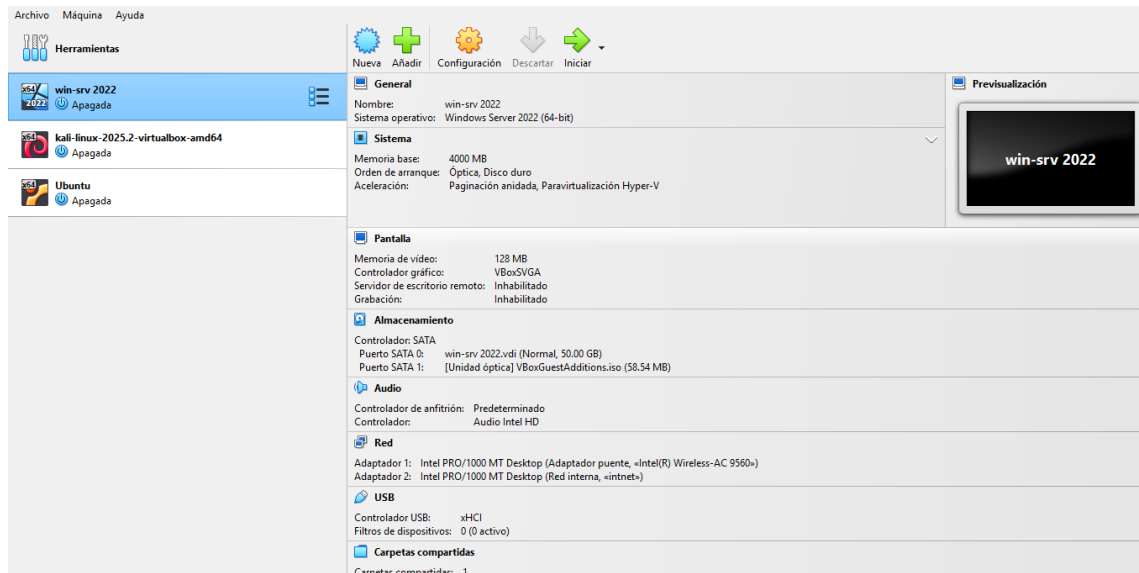 Archivo Máquina Ayuda
Herramientas
Nueva Añadir Configuración Descartar Iniciar
x64 2022 win-srv 2022
Apagada
x64 kali-linux-2025.2-virtualbox-amd64
Apagada
x64 Ubuntu
Apagada
General
Nombre: win-srv 2022
Sistema operativo: Windows Server 2022 (64-bit)
Previsualización
win-srv 2022
Sistema
Memoria base: 4000 MB
Orden de arranque: Óptica, Disco duro
Aceleración: Paginación anidada, Paravirtualización Hyper-V
Pantalla
Memoria de vídeo: 128 MB
Controlador gráfico: VBoxSVGA
Servidor de escritorio remoto: Inhabilitado
Grabación: Inhabilitado
Almacenamiento
Controlador: SATA
Puerto SATA 0: win-srv 2022.vdi (Normal, 50.00 GB)
Puerto SATA 1: [Unidad óptica] VBoxGuestAdditions.iso (58.54 MB)
Audio
Controlador de anfitrión: Predeterminado
Controlador: Audio Intel HD
Red
Adaptador 1: Intel PRO/1000 MT Desktop (Adaptador puente, «Intel(R) Wireless-AC 9560»)
Adaptador 2: Intel PRO/1000 MT Desktop (Red interna, «intnet»)
USB
Controlador USB: xHCI
Filtros de dispositivos: 0 (0 activo)
Carpetas compartidas
Carpetas compartidas: 1